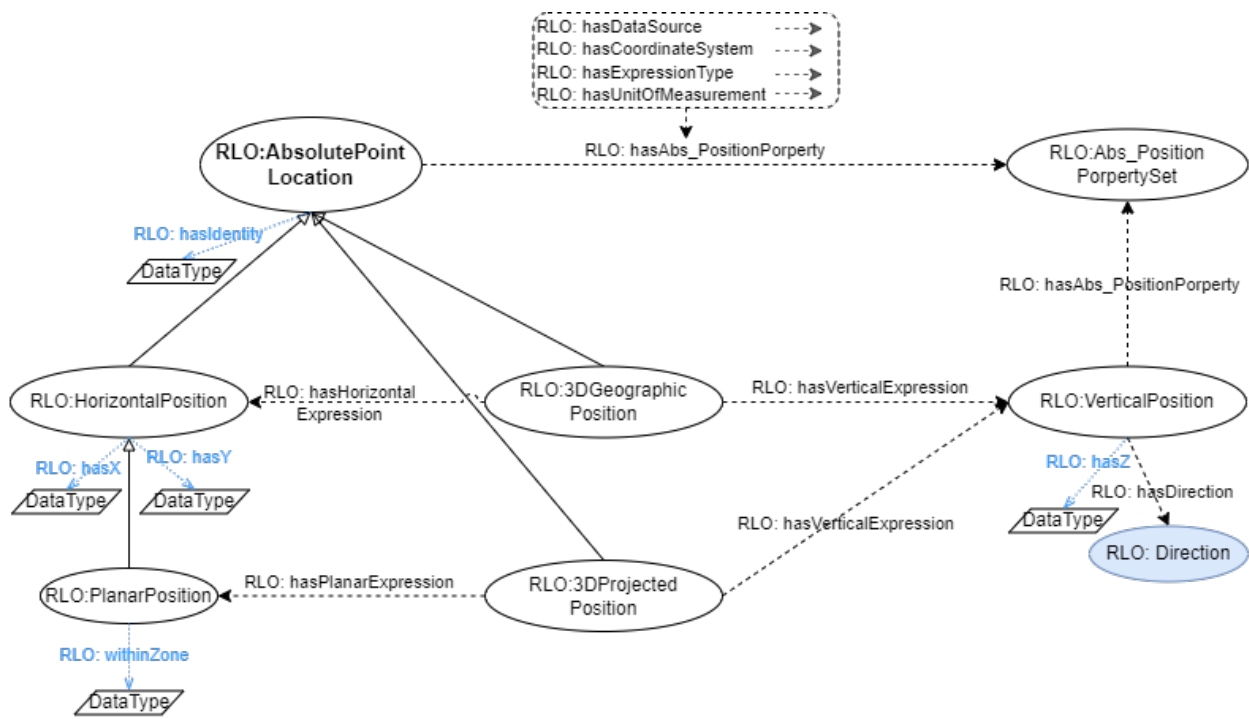 RLO: hasDataSource
RLO: hasCoordinateSystem
RLO: hasExpressionType
RLO: hasUnitOfMeasurement
RLO:AbsolutePoint
Location
RLO: hasAbs_PositionPorperty
RLO:Abs_Position
PorpertySet
RLO: hasIdentity
DataType
RLO: hasAbs_PositionPorperty
RLO:HorizontalPosition
RLO: hasHorizontal
Expression
RLO:3DGeographic
Position
RLO: hasVerticalExpression
RLO:VerticalPosition
RLO: hasX
RLO: hasY
DataType
DataType
RLO: hasZ
RLO: hasDirection
DataType
RLO: hasVerticalExpression
RLO: Direction
RLO:PlanarPosition
RLO: hasPlanarExpression
RLO:3DProjected
Position
RLO: withinZone
DataType